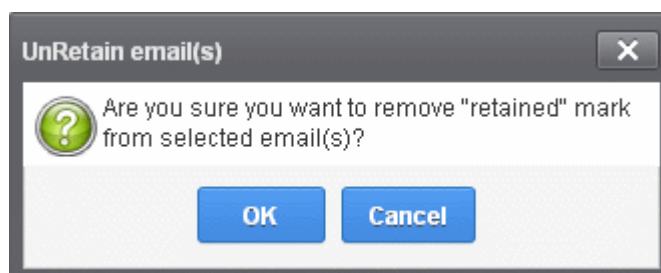 UnRetain email(s)
Are you sure you want to remove "retained" mark
from selected email(s)?
OK Cancel